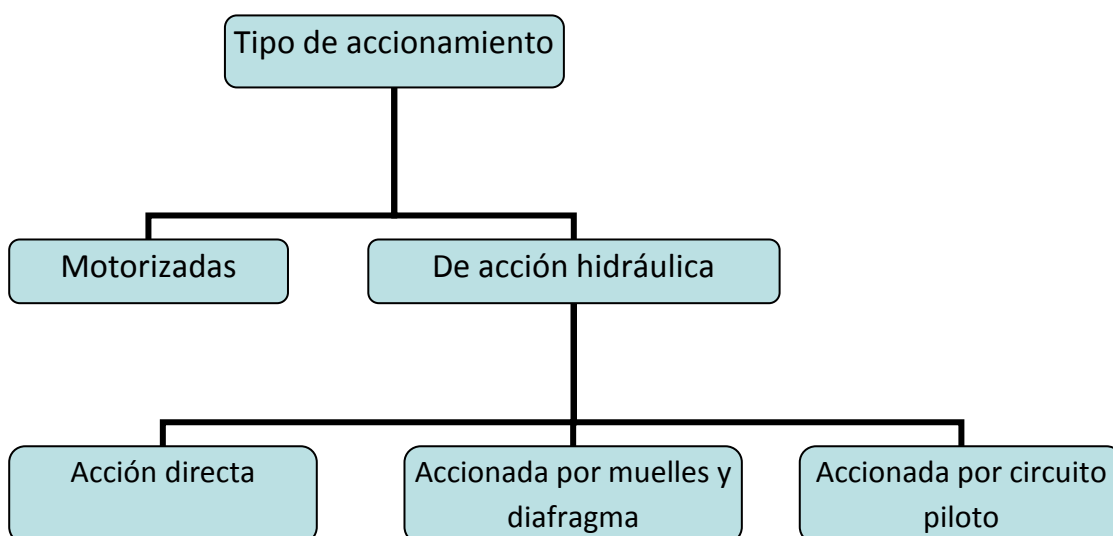 Tipo de accionamiento
Motorizadas
De acción hidráulica
Acción directa
Accionada por muelles y
diafragma
Accionada por circuito
piloto